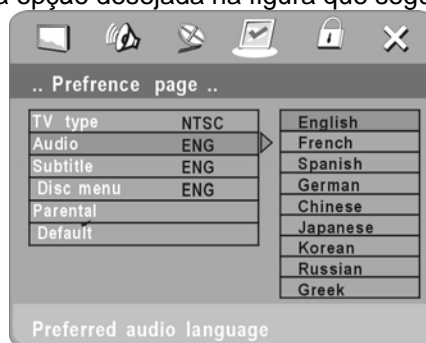 a opção desejada na figura que segu
.. Prefrence page ..
TV type NTSC
Audio ENG
Subtitle ENG
Disc menu ENG
Parental
Default
English
French
Spanish
German
Chinese
Japanese
Korean
Russian
Greek
Preferred audio language